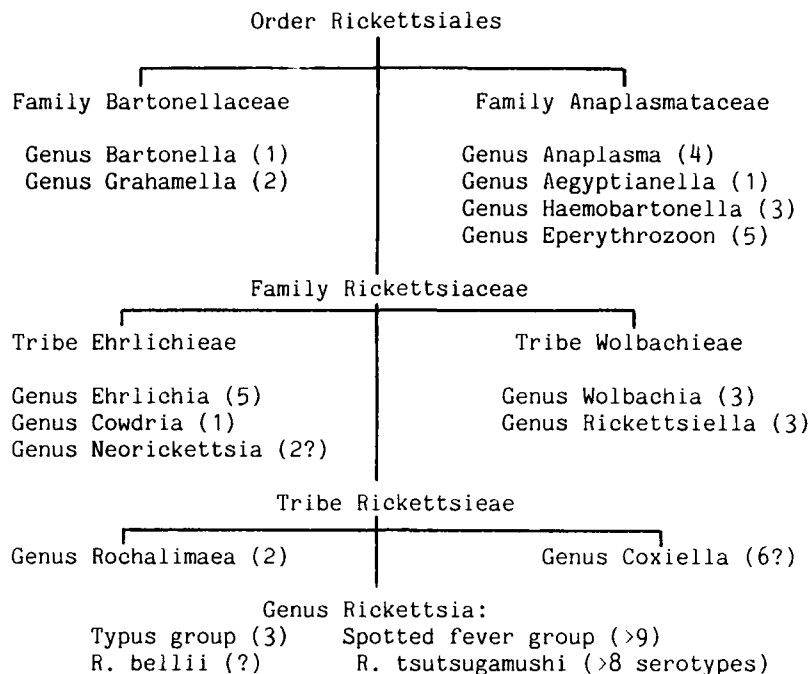 Order Rickettsiales
Family Bartonellaceae
Genus Bartonella (1)
Genus Grahamella (2)
Family Anaplasmataceae
Genus Anaplasma (4)
Genus Aegyptianella (1)
Genus Haemobartonella (3)
Genus Eperythrozoon (5)
Family Rickettsiaceae
Tribe Ehrlichieae
Genus Ehrlichia (5)
Genus Cowdria (1)
Genus Neorickettsia (2?)
Tribe Wolbachieae
Genus Wolbachia (3)
Genus Rickettsiella (3)
Tribe Rickettsieae
Genus Rochalimaea (2)
Genus Coxiella (6?)
Genus Rickettsia:
Typus group (3) Spotted fever group (>9)
R. bellii (?) R. tsutsugamushi (>8 serotypes)